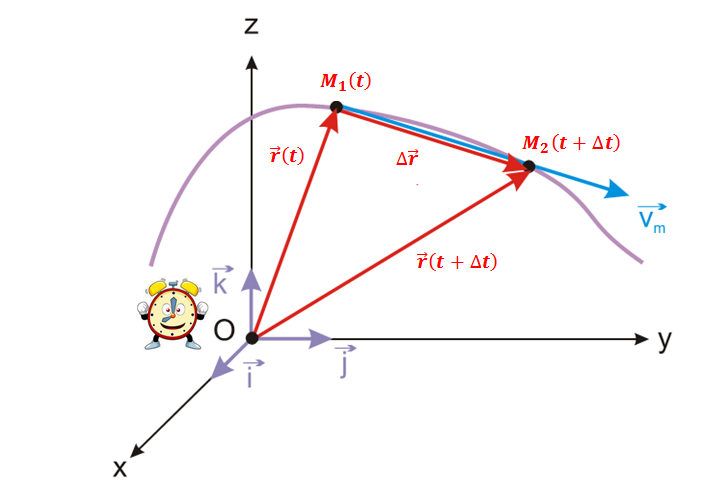 z
M₁(t)
M₂(t + Δt)
r⃗(t)
Δr⃗
v⃗ₘ
r⃗(t + Δt)
k⃗
O
y
i⃗
j⃗
x